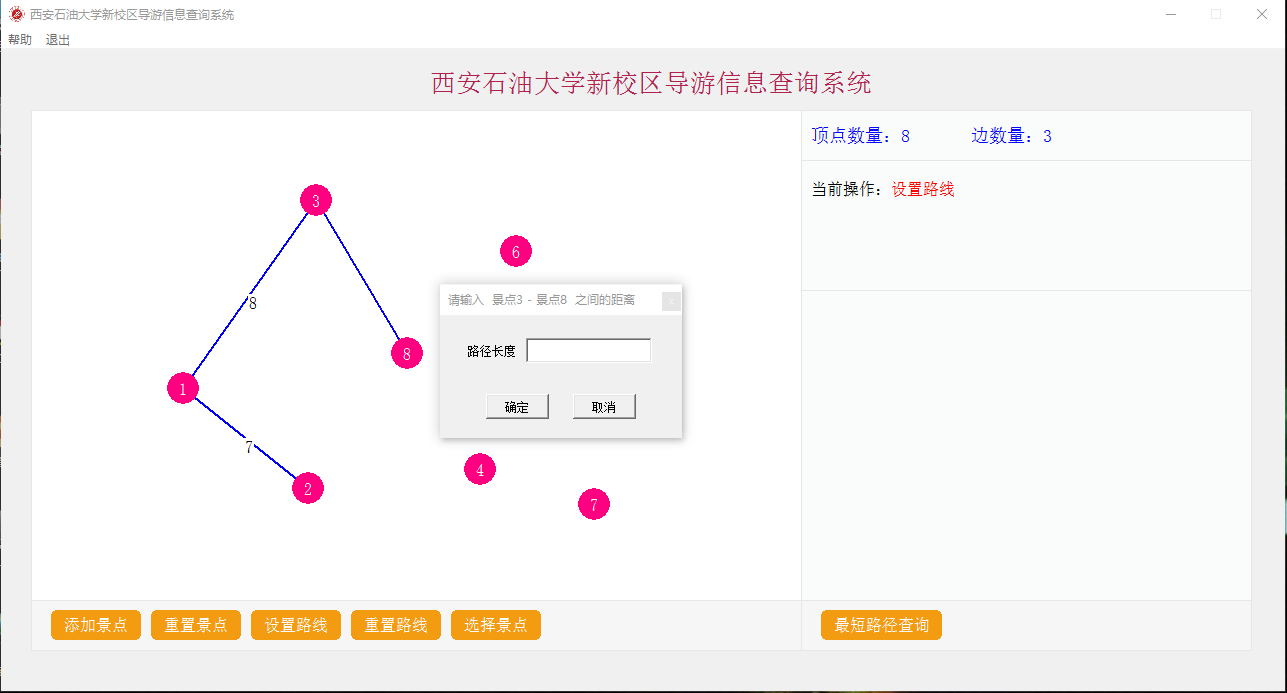 西安石油大学新校区导游信息查询系统
帮助 退出
西安石油大学新校区导游信息查询系统
顶点数量：8 边数量：3
当前操作：设置路线
3
6
请输入 景点3 - 景点8 之间的距离
8
路径长度
8
1
确定 取消
7
4
2
7
添加景点 重置景点 设置路线 重置路线 选择景点 最短路径查询